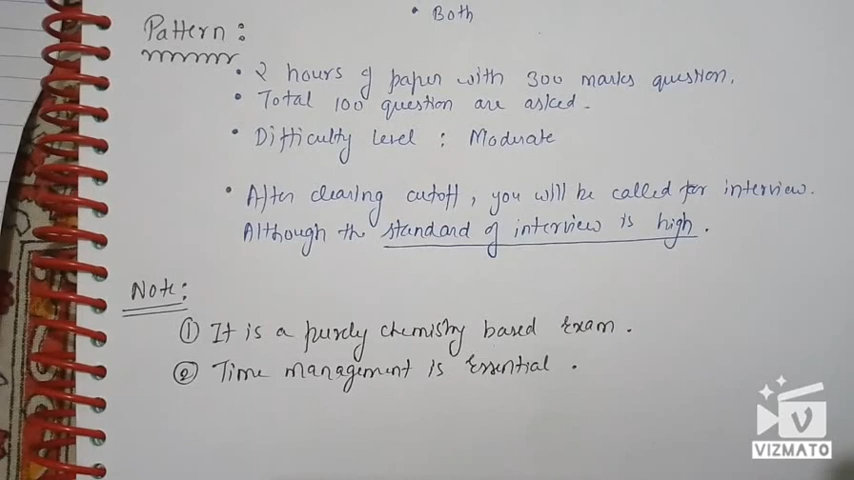 • Both
Pattern :
• 2 hours of paper with 300 marks question.
• Total 100 question are asked.
• Difficulty Level : Moderate
• After clearing cutoff, you will be called for interview.
Although the standard of interview is high.
Note:
① It is a purely chemistry based Exam.
② Time management is Essential.
VIZMATO